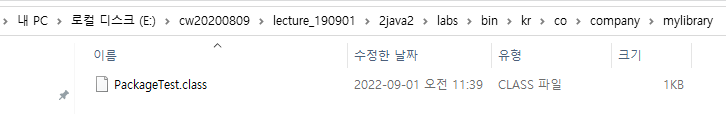 내 PC > 로컬 디스크 (E:) > cw20200809 > lecture_190901 > 2java2 > labs > bin > kr > co > company > mylibrary
이름 수정한 날짜 유형 크기
PackageTest.class 2022-09-01 오전 11:39 CLASS 파일 1KB